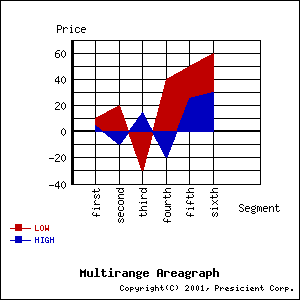 Price
60
40
20
0
-20
-40
first
second
third
fourth
fifth
sixth
Segment
LOW
HIGH
Multirange Areagraph
Copyright(C) 2001, Presicient Corp.